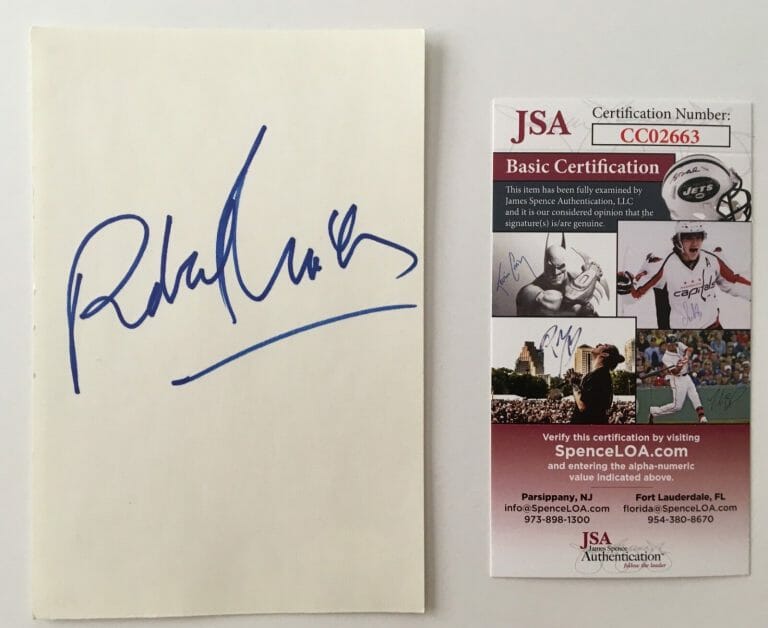 JSA
Certification Number:
CC02663
Basic Certification
This item has been fully examined by
James Spence Authentication, LLC
and it is our considered opinion that the
signature(s) is/are genuine.
JETS
capitals
A
Verify this certification by visiting
SpenceLOA.com
and entering the alpha-numeric
value indicated above.
Parsippany, NJ
info@SpenceLOA.com
973-898-1300
Fort Lauderdale, FL
florida@SpenceLOA.com
954-380-8670
JSA
James Spence
Authentication
follow the leader